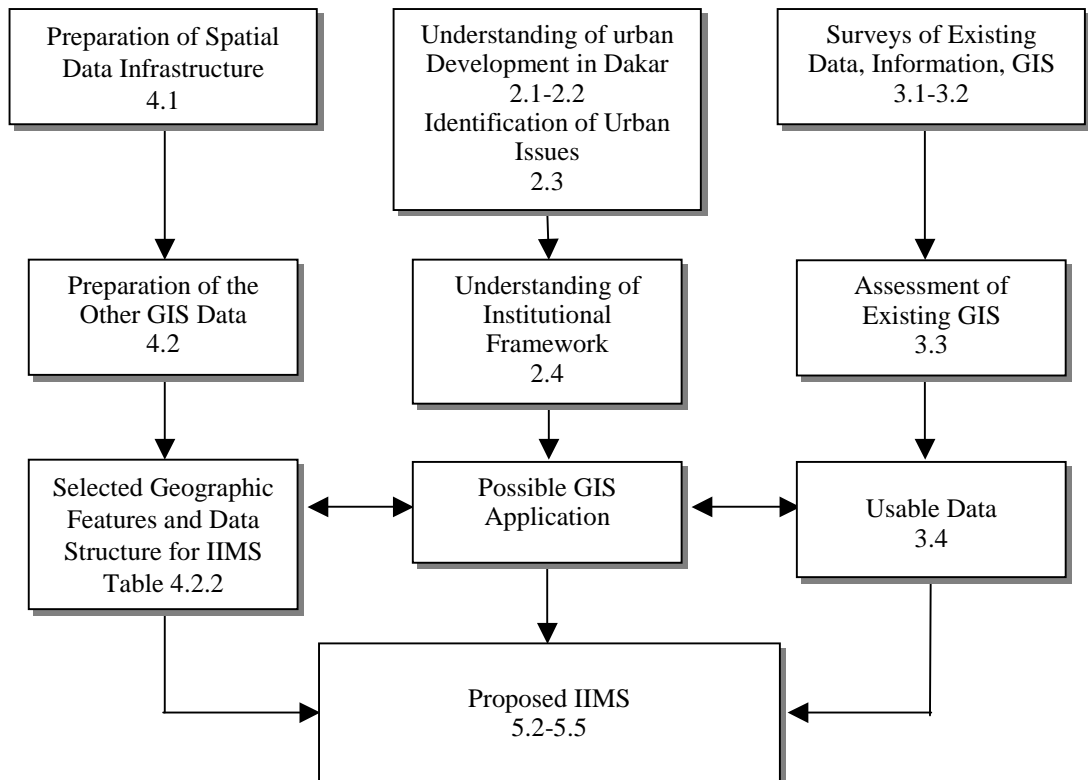 Preparation of Spatial
Data Infrastructure
4.1
Understanding of urban
Development in Dakar
2.1-2.2
Identification of Urban
Issues
2.3
Surveys of Existing
Data, Information, GIS
3.1-3.2
Preparation of the
Other GIS Data
4.2
Understanding of
Institutional
Framework
2.4
Assessment of
Existing GIS
3.3
Selected Geographic
Features and Data
Structure for IIMS
Table 4.2.2
Possible GIS
Application
Usable Data
3.4
Proposed IIMS
5.2-5.5